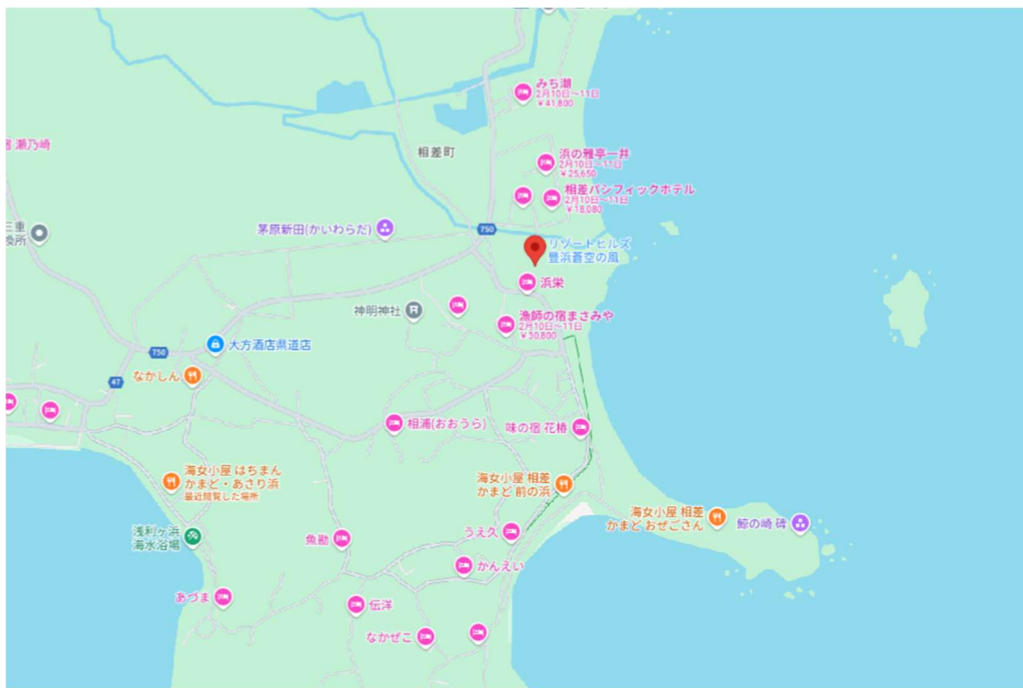 みち潮
2月10日～11日
￥41,800
瀬乃崎
相差町
浜の雅亭一井
2月10日～11日
￥25,650
相差パシフィックホテル
2月10日～11日
￥18,080
三重
換所
茅原新田(かいわらだ)
750
リゾートヒルズ
豊浜蒼空の風
浜栄
神明神社
漁師の宿まさみや
2月10日～11日
￥30,800
大方酒店県道店
750
47
なかしん
相浦(おおうら)
味の宿 花椿
海女小屋 はちまん
かまど・あさり浜
最近閲覧した場所
海女小屋 相差
かまど 前の浜
海女小屋 相差
かまど おぜごさん
鯨の崎 碑
浅利ヶ浜
海水浴場
魚勘
うえ久
かんえい
あづま
伝洋
なかぜこ